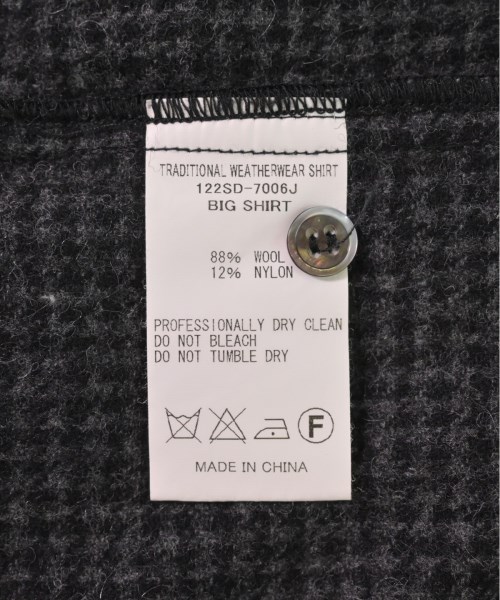 TRADITIONAL WEATHERWEAR SHIRT
122SD-7006J
BIG SHIRT
88% WOOL
12% NYLON
PROFESSIONALLY DRY CLEAN
DO NOT BLEACH
DO NOT TUMBLE DRY
F
MADE IN CHINA